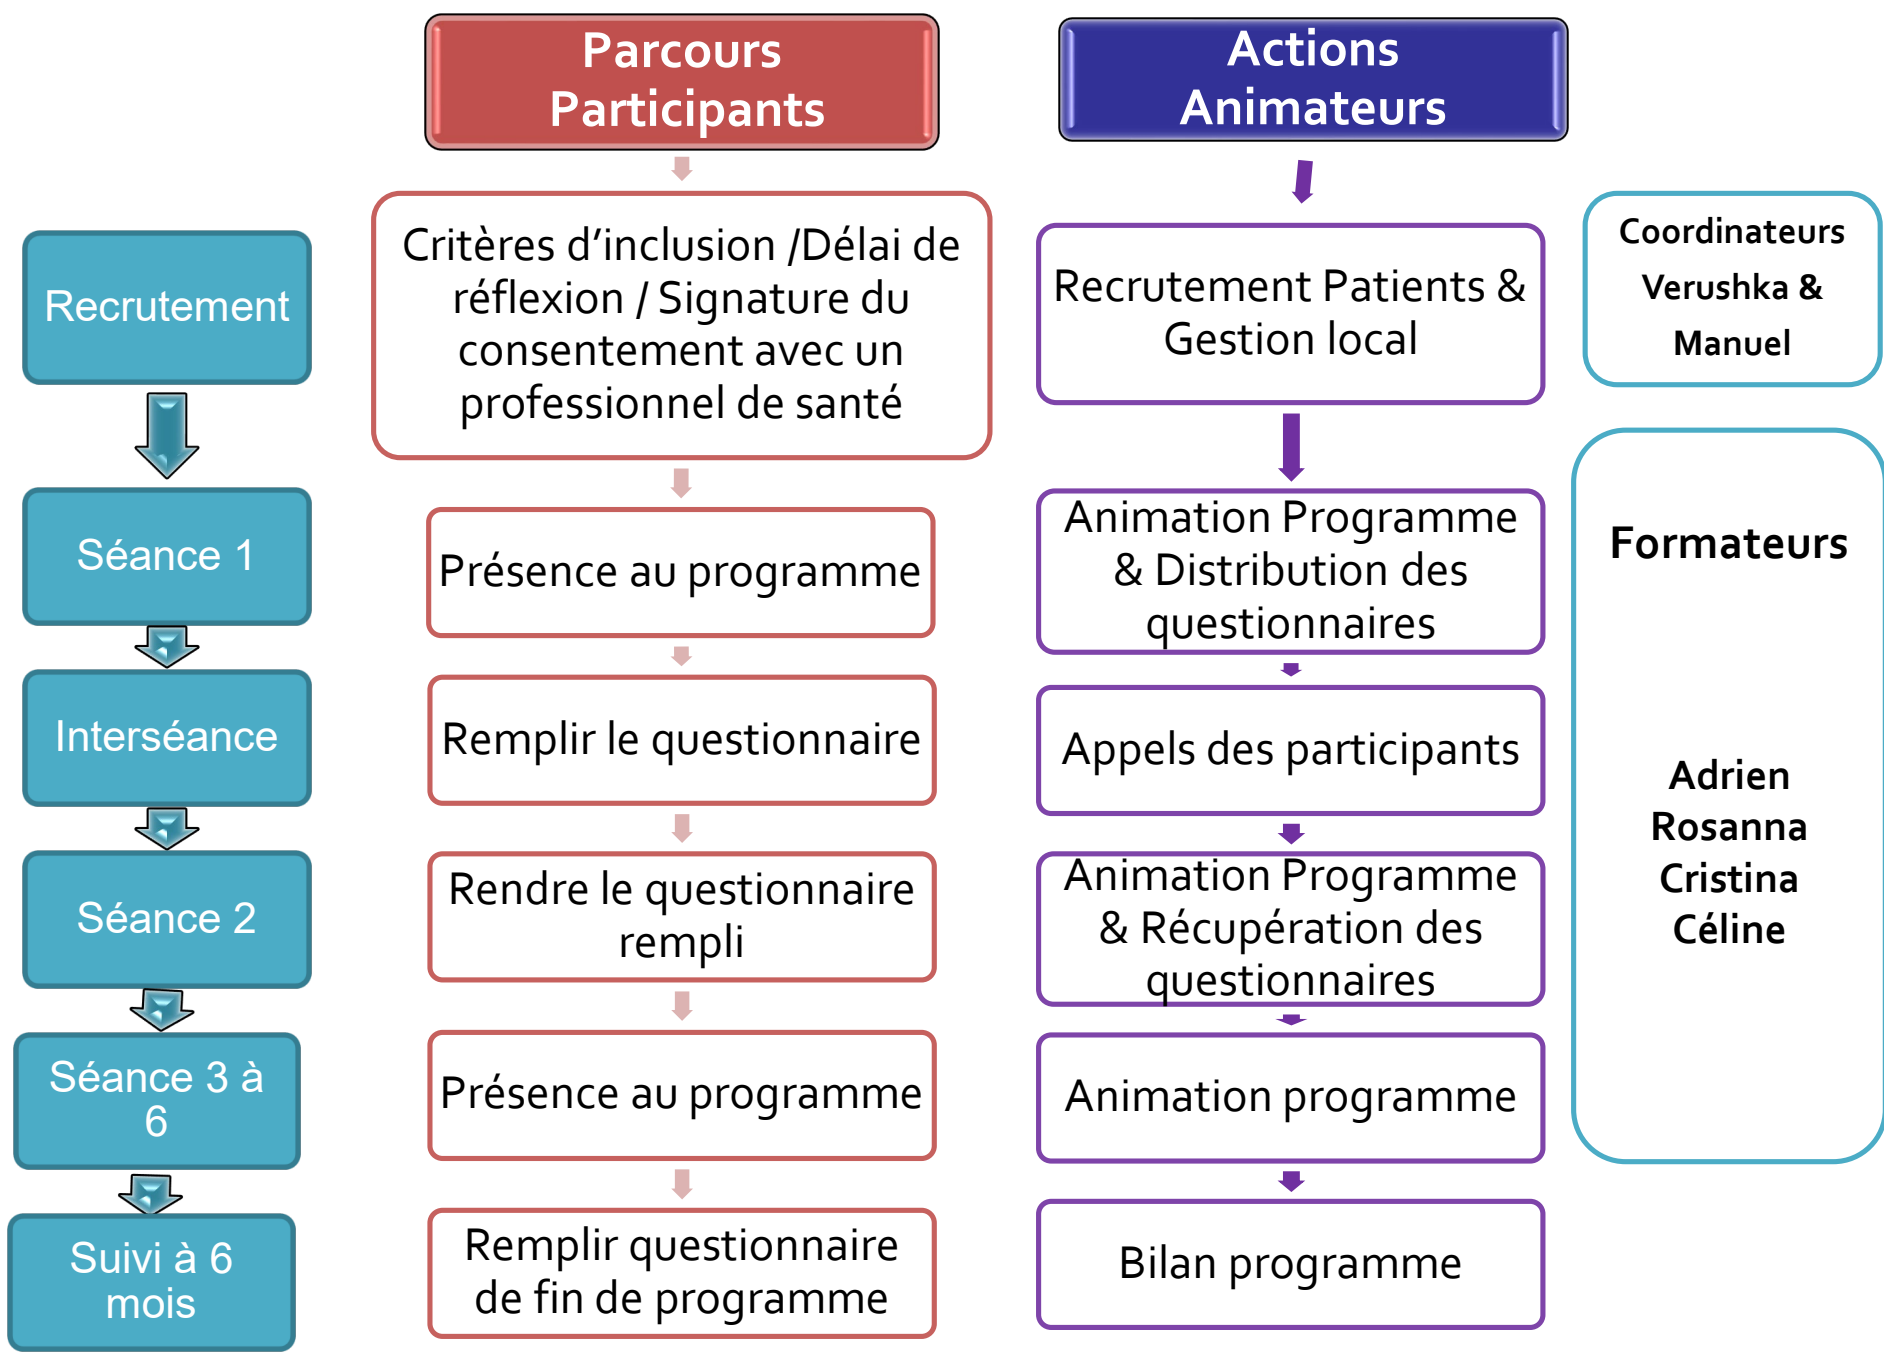 Parcours
Participants
Actions
Animateurs
Recrutement
Critères d’inclusion /Délai de
réflexion / Signature du
consentement avec un
professionnel de santé
Recrutement Patients &
Gestion local
Coordinateurs
Verushka &
Manuel
Séance 1
Présence au programme
Animation Programme
& Distribution des
questionnaires
Formateurs
Adrien
Rosanna
Cristina
Céline
Interséance
Remplir le questionnaire
Appels des participants
Séance 2
Rendre le questionnaire
rempli
Animation Programme
& Récupération des
questionnaires
Séance 3 à
6
Présence au programme
Animation programme
Suivi à 6
mois
Remplir questionnaire
de fin de programme
Bilan programme